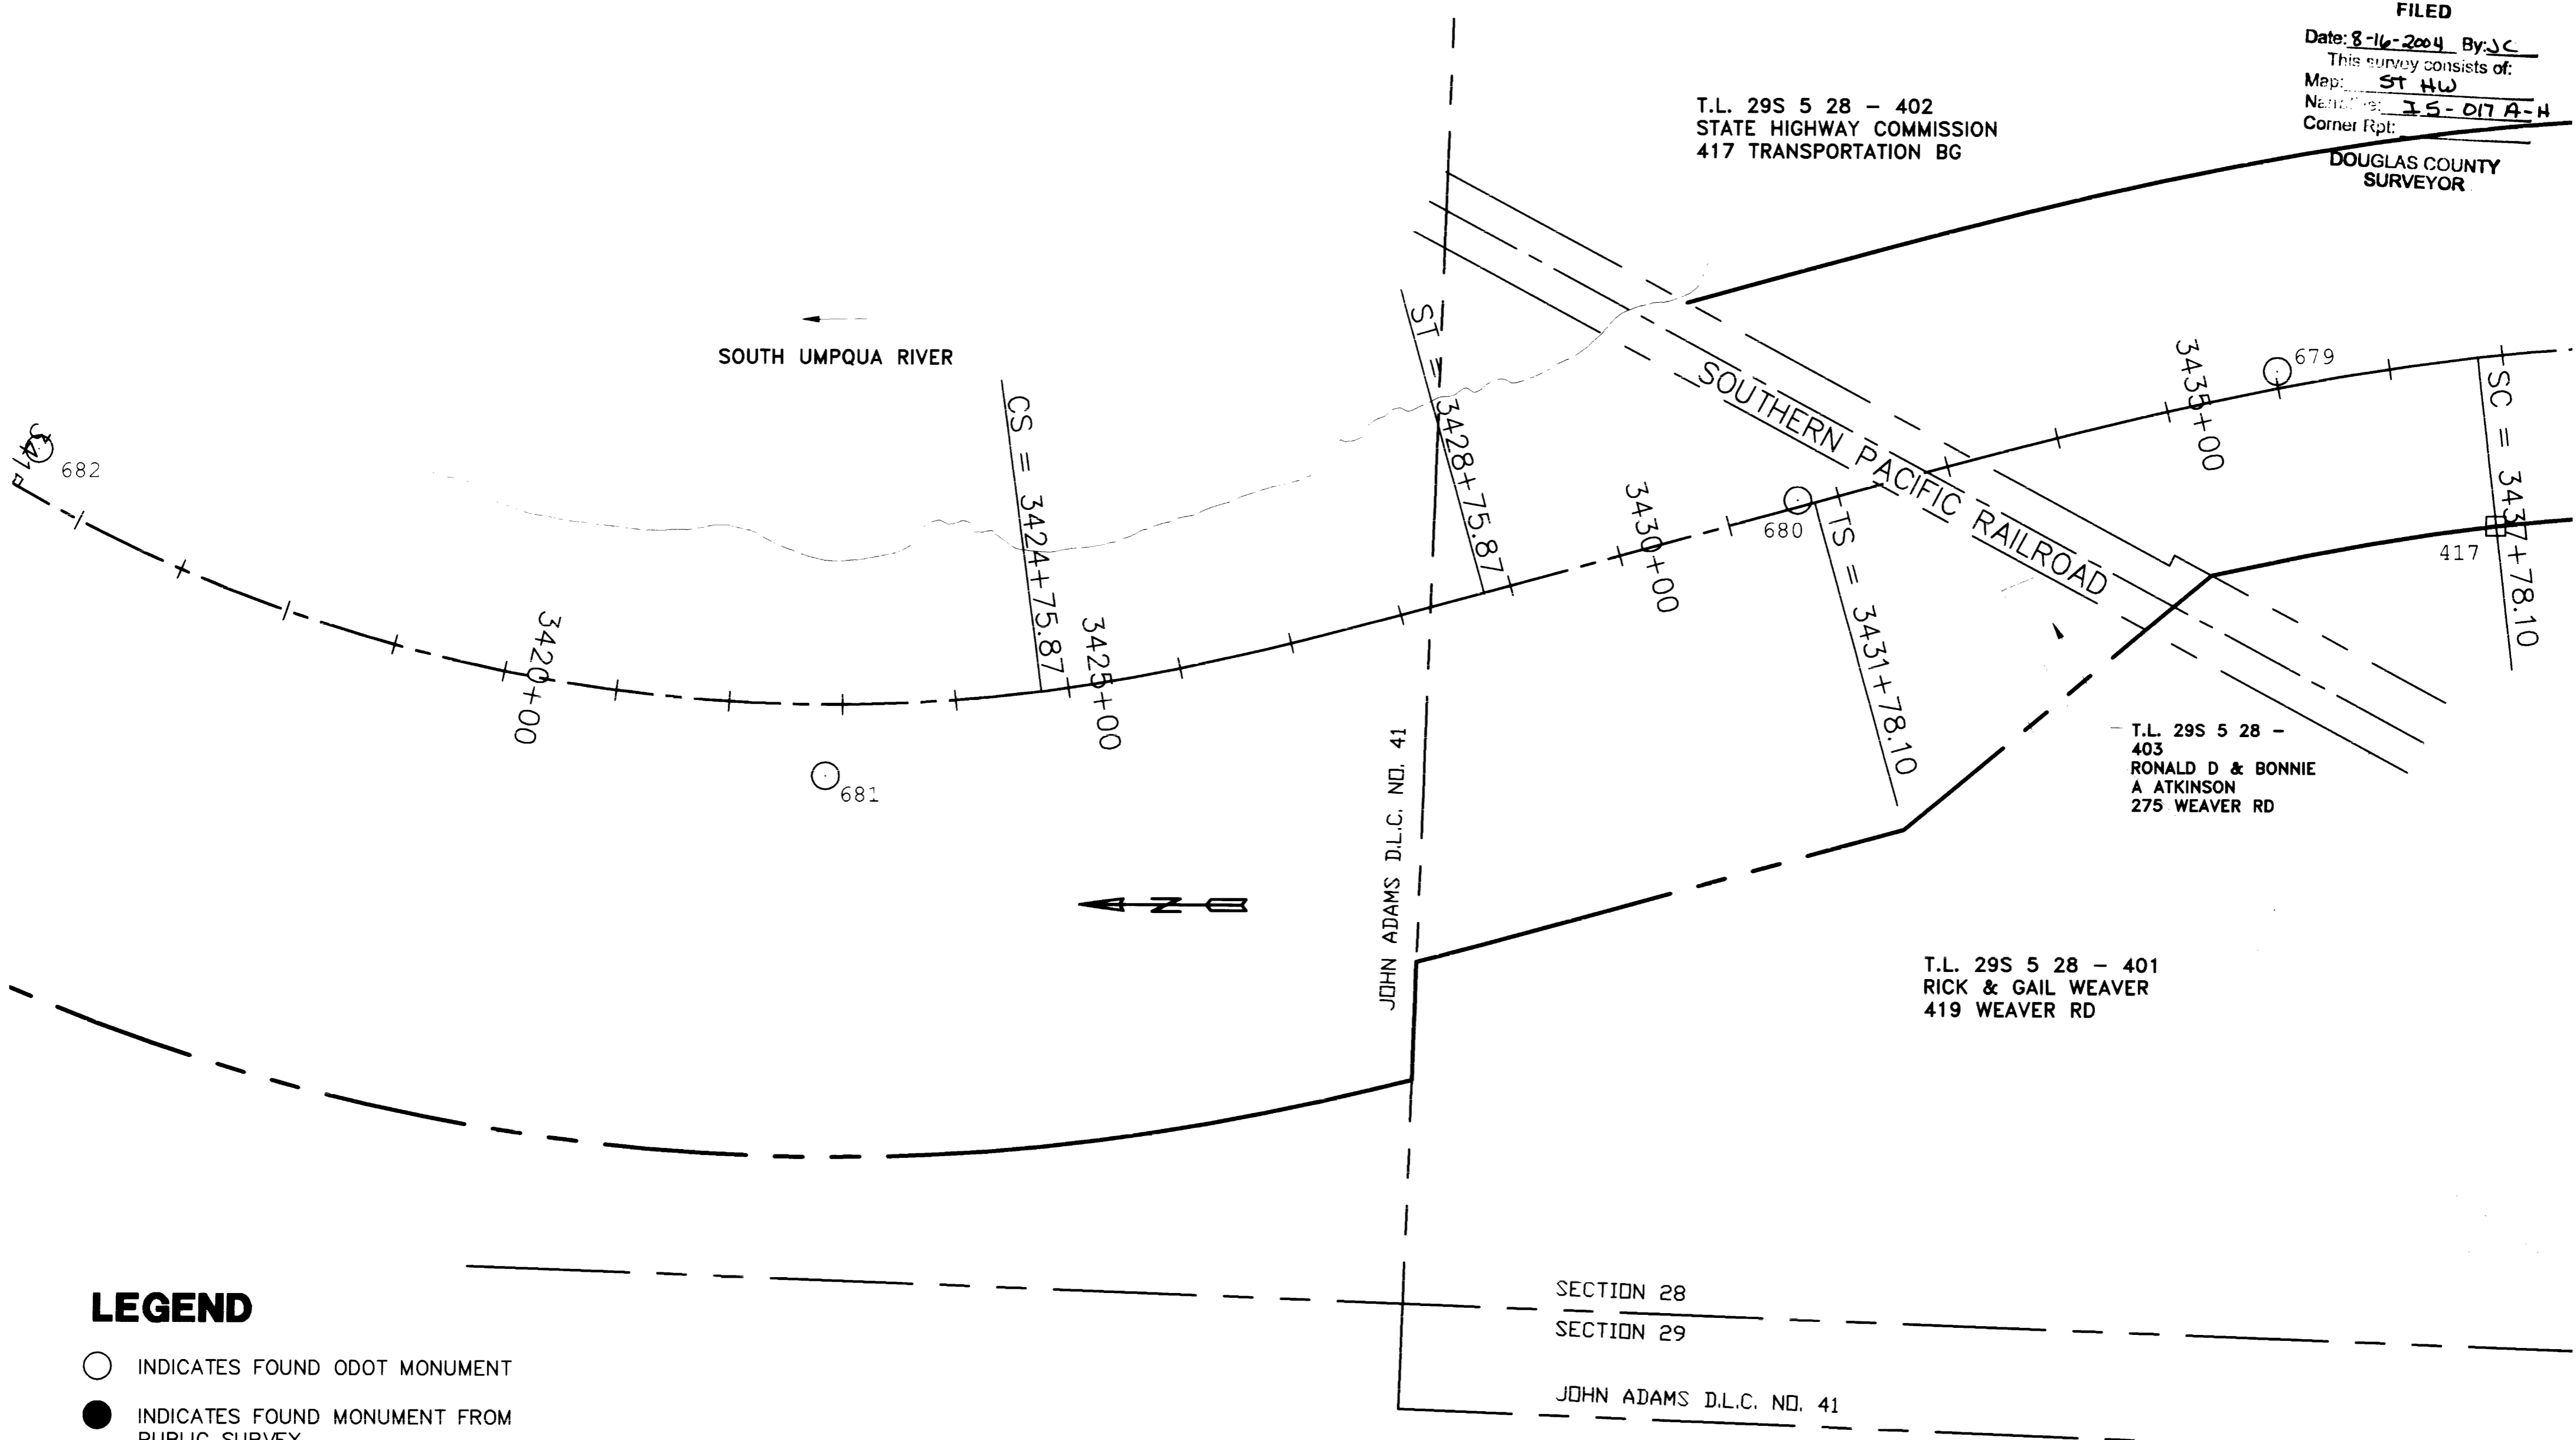 FILED
Date: 8-16-2004 By: JC
This survey consists of:
Map: ST HW
Narrative: IS-017 A-H
Corner Rpt:
DOUGLAS COUNTY
SURVEYOR
T.L. 29S 5 28 - 402
STATE HIGHWAY COMMISSION
417 TRANSPORTATION BG
SOUTH UMPQUA RIVER
682
CS = 3424+75.87
ST = 3428+75.87
SOUTHERN PACIFIC RAILROAD
3435+00
679
SC = 3437+78.10
417
3430+00
680
TS = 3431+78.10
3420+00
3425+00
681
JOHN ADAMS D.L.C. NO. 41
T.L. 29S 5 28 -
403
RONALD D & BONNIE
A ATKINSON
275 WEAVER RD
N
T.L. 29S 5 28 - 401
RICK & GAIL WEAVER
419 WEAVER RD
SECTION 28
SECTION 29
JOHN ADAMS D.L.C. NO. 41
LEGEND
INDICATES FOUND ODOT MONUMENT
INDICATES FOUND MONUMENT FROM
PUBLIC SURVEY